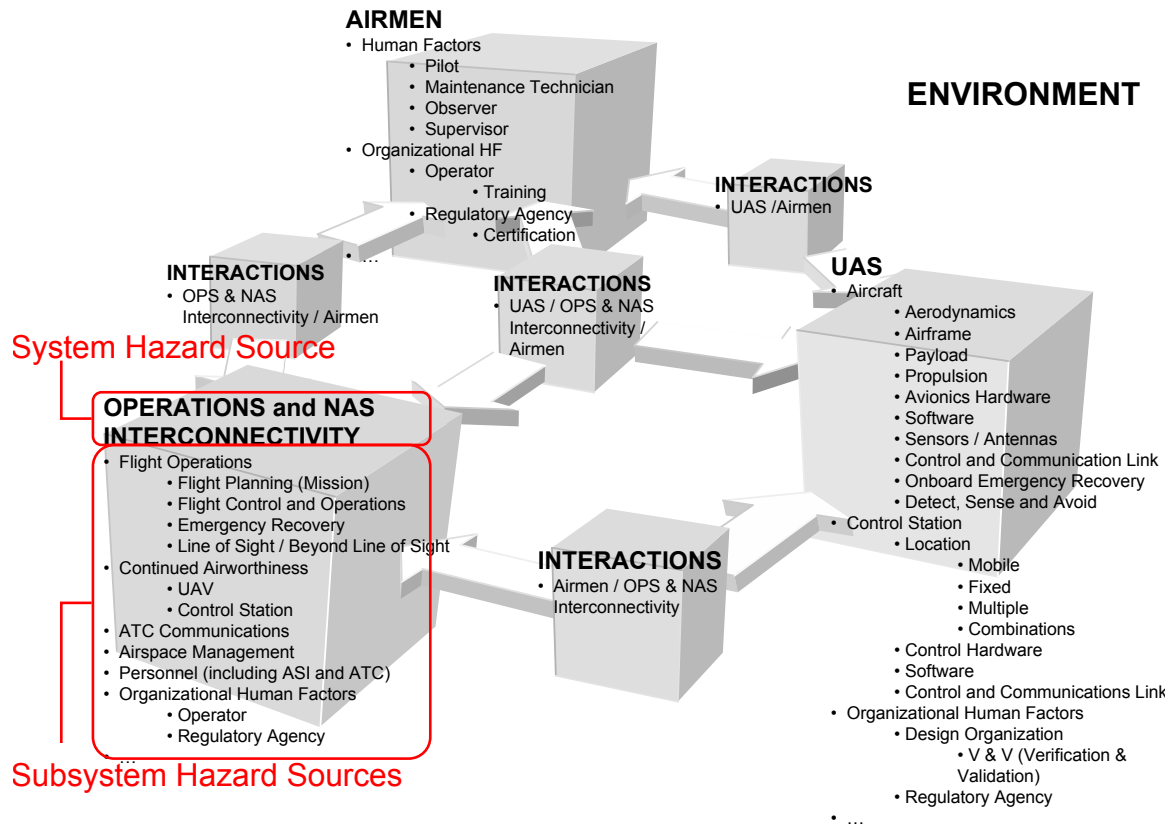 AIRMEN
• Human Factors
• Pilot
• Maintenance Technician
• Observer
• Supervisor
• Organizational HF
• Operator
• Training
• Regulatory Agency
• Certification
• ...
ENVIRONMENT
INTERACTIONS
• UAS /Airmen
INTERACTIONS
• OPS & NAS
Interconnectivity / Airmen
INTERACTIONS
• UAS / OPS & NAS
Interconnectivity /
Airmen
UAS
• Aircraft
• Aerodynamics
• Airframe
• Payload
• Propulsion
• Avionics Hardware
• Software
• Sensors / Antennas
• Control and Communication Link
• Onboard Emergency Recovery
• Detect, Sense and Avoid
• Control Station
• Location
• Mobile
• Fixed
• Multiple
• Combinations
• Control Hardware
• Software
• Control and Communications Link
• Organizational Human Factors
• Design Organization
• V & V (Verification &
Validation)
• Regulatory Agency
• ...
System Hazard Source
OPERATIONS and NAS
INTERCONNECTIVITY
• Flight Operations
• Flight Planning (Mission)
• Flight Control and Operations
• Emergency Recovery
• Line of Sight / Beyond Line of Sight
• Continued Airworthiness
• UAV
• Control Station
• ATC Communications
• Airspace Management
• Personnel (including ASI and ATC)
• Organizational Human Factors
• Operator
• Regulatory Agency
• ...
Subsystem Hazard Sources
INTERACTIONS
• Airmen / OPS & NAS
Interconnectivity